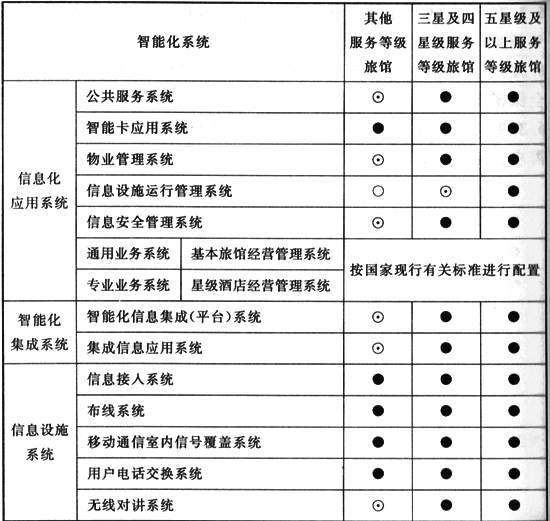 智能化系统
其他
服务等级
旅馆
三星及四
星级服务
等级旅馆
五星级及
以上服务
等级旅馆
信息化
应用系统
公共服务系统 ⊙ ● ●
智能卡应用系统 ● ● ●
物业管理系统 ⊙ ● ●
信息设施运行管理系统 ○ ⊙ ●
信息安全管理系统 ⊙ ● ●
通用业务系统 基本旅馆经营管理系统
专业业务系统 星级酒店经营管理系统
按国家现行有关标准进行配置
智能化
集成系统
智能化信息集成(平台)系统 ⊙ ● ●
集成信息应用系统 ⊙ ● ●
信息设施
系统
信息接入系统 ● ● ●
布线系统 ● ● ●
移动通信室内信号覆盖系统 ● ● ●
用户电话交换系统 ● ● ●
无线对讲系统 ⊙ ● ●